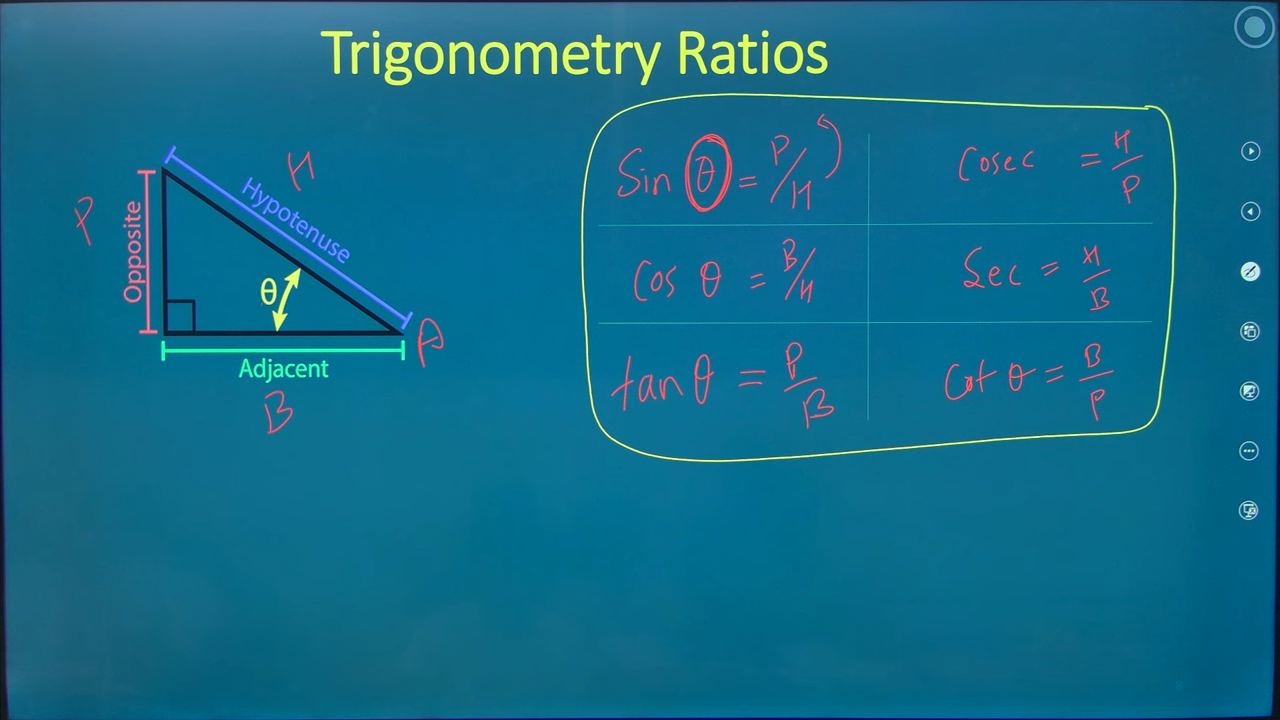 Trigonometry Ratios
H
Hypotenuse
P
Opposite
θ
A
Adjacent
B
Sin θ = P/H
Cosec = H/P
Cos θ = B/H
Sec = H/B
tan θ = P/B
Cot θ = B/P